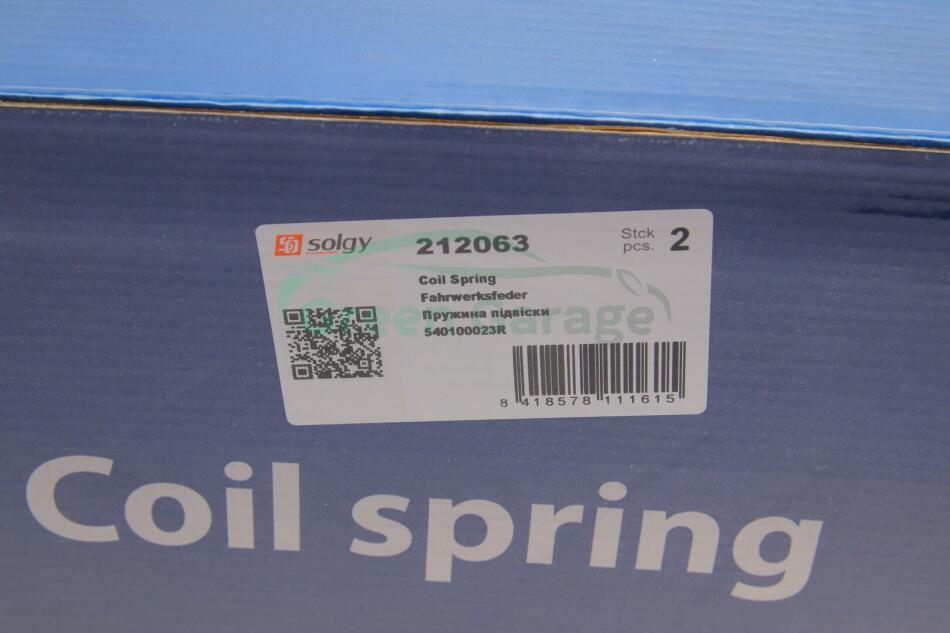 solgy
212063
Stck
pcs. 2
Coil Spring
Fahrwerksfeder
Пружина підвіски
540100023R
Green Garage
8 418578 111615
Coil spring